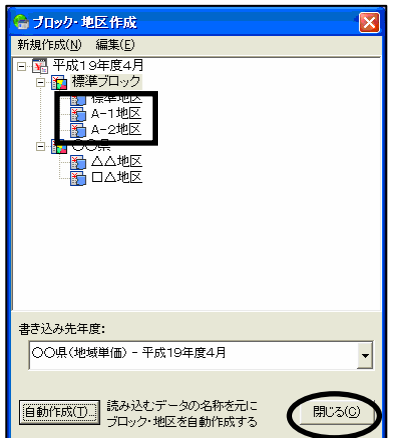 ブロック・地区作成
新規作成(N) 編集(E)
平成19年度4月
標準ブロック
標準地区
A-1地区
A-2地区
〇〇県
△△地区
□△地区
書き込み先年度:
〇〇県(地域単価) - 平成19年度4月
自動作成(T)...
読み込むデータの名称を元に
ブロック・地区を自動作成する
閉じる(C)